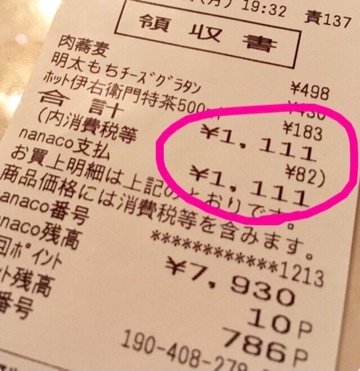 月) 19:32 責137
領収書
肉蕎麦 ¥498
明太もちチーズグラタン ¥430
ホット伊右衛門特茶500 ¥183
合計 ¥1,111
(内消費税等 ¥82)
nanaco支払 ¥1,111
お買上明細は上記のとおりです。
商品価格には消費税等を含みます。
anaco番号 ************1213
naco残高 ¥7,930
回ポイント 10P
ット残高 786P
番号 190-408-27